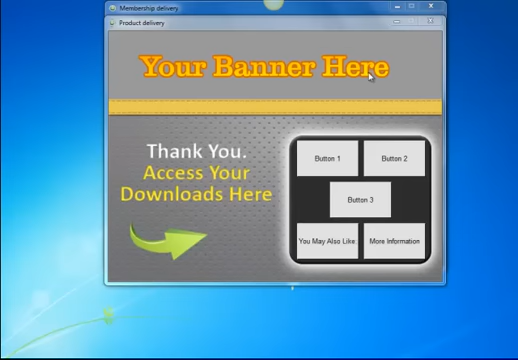 Membership delivery
Product delivery
Your Banner Here
Thank You.
Access Your
Downloads Here
Button 1
Button 2
Button 3
You May Also Like
More Information